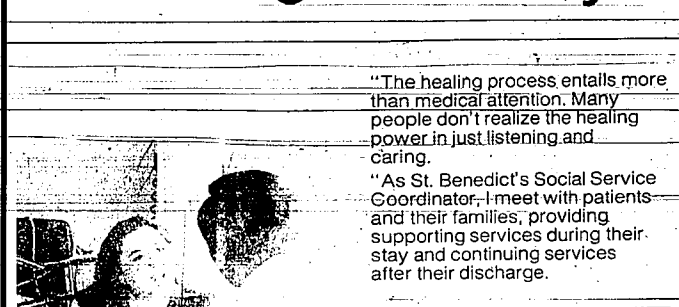 "The healing process entails more
than medical attention. Many
people don't realize the healing
power in just listening and
caring.
"As St. Benedict's Social Service
Coordinator, I meet with patients
and their families, providing
supporting services during their
stay and continuing services
after their discharge.